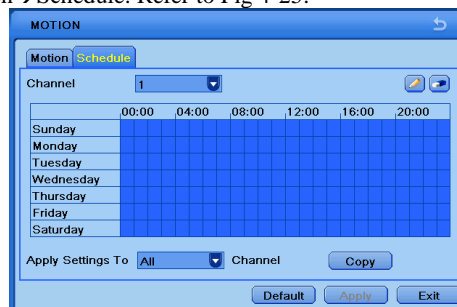 Schedule. Refer to Fig 4-25.
MOTION
Motion Schedule
Channel 1
00:00 04:00 08:00 12:00 16:00 20:00
Sunday
Monday
Tuesday
Wednesday
Thursday
Friday
Saturday
Apply Settings To All Channel Copy
Default Apply Exit